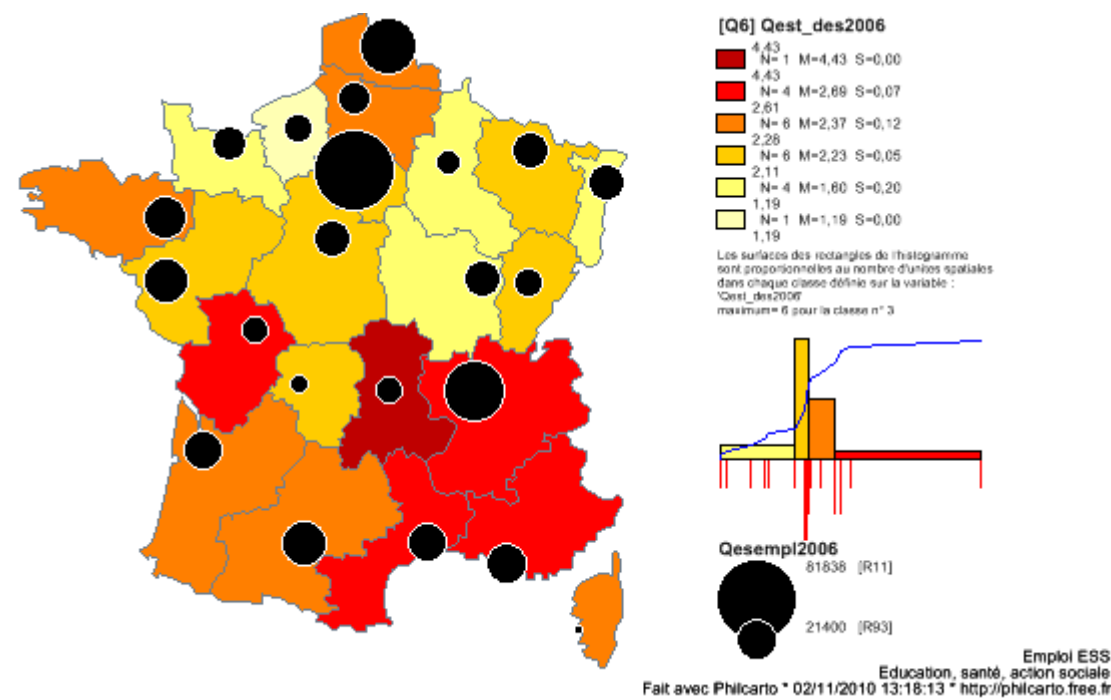 [Q6] Qest_des2006
4,43
N= 1 M=4,43 S=0,00
4,43
N= 4 M=2,69 S=0,07
2,61
N= 6 M=2,37 S=0,12
2,28
N= 6 M=2,23 S=0,05
2,11
N= 4 M=1,60 S=0,20
1,19
N= 1 M=1,19 S=0,00
1,19
Les surfaces des rectangles de l'histogramme
sont proportionnelles au nombre d'unites spatiales
dans chaque classe définie sur la variable :
'Qest_des2006'
maximum= 6 pour la classe n° 3
Qesempl2006
81838 [R11]
21400 [R93]
Emploi ESS
Education, santé, action sociale
Fait avec Philcarto * 02/11/2010 13:18:13 * http://philcarto.free.fr